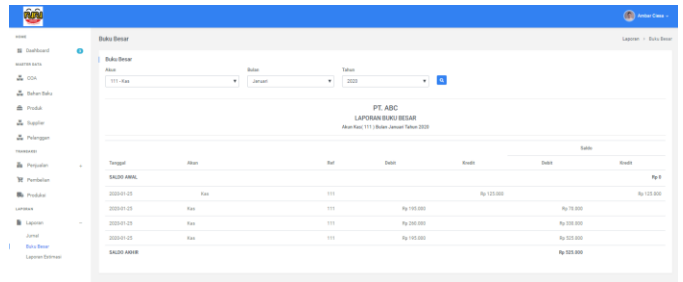 Ambar Clasa
HOME
Dashboard
MASTER DATA
COA
Bahan Baku
Produk
Supplier
Pelanggan
TRANSAKSI
Penjualan
Pembelian
Produksi
LAPORAN
Laporan
Jurnal
Buku Besar
Laporan Estimasi
Buku Besar
Laporan > Buku Besar
Buku Besar
Akun Bulan Tahun
111 - Kas Januari 2020
PT. ABC
LAPORAN BUKU BESAR
Akun Kas( 111 ) Bulan Januari Tahun 2020
Saldo
Tanggal Akun Ref Debit Kredit Debit Kredit
SALDO AWAL Rp 0
2020-01-25 Kas 111 Rp 125.000 Rp 125.000
2020-01-25 Kas 111 Rp 195.000 Rp 70.000
2020-01-25 Kas 111 Rp 260.000 Rp 330.000
2020-01-25 Kas 111 Rp 195.000 Rp 525.000
SALDO AKHIR Rp 525.000